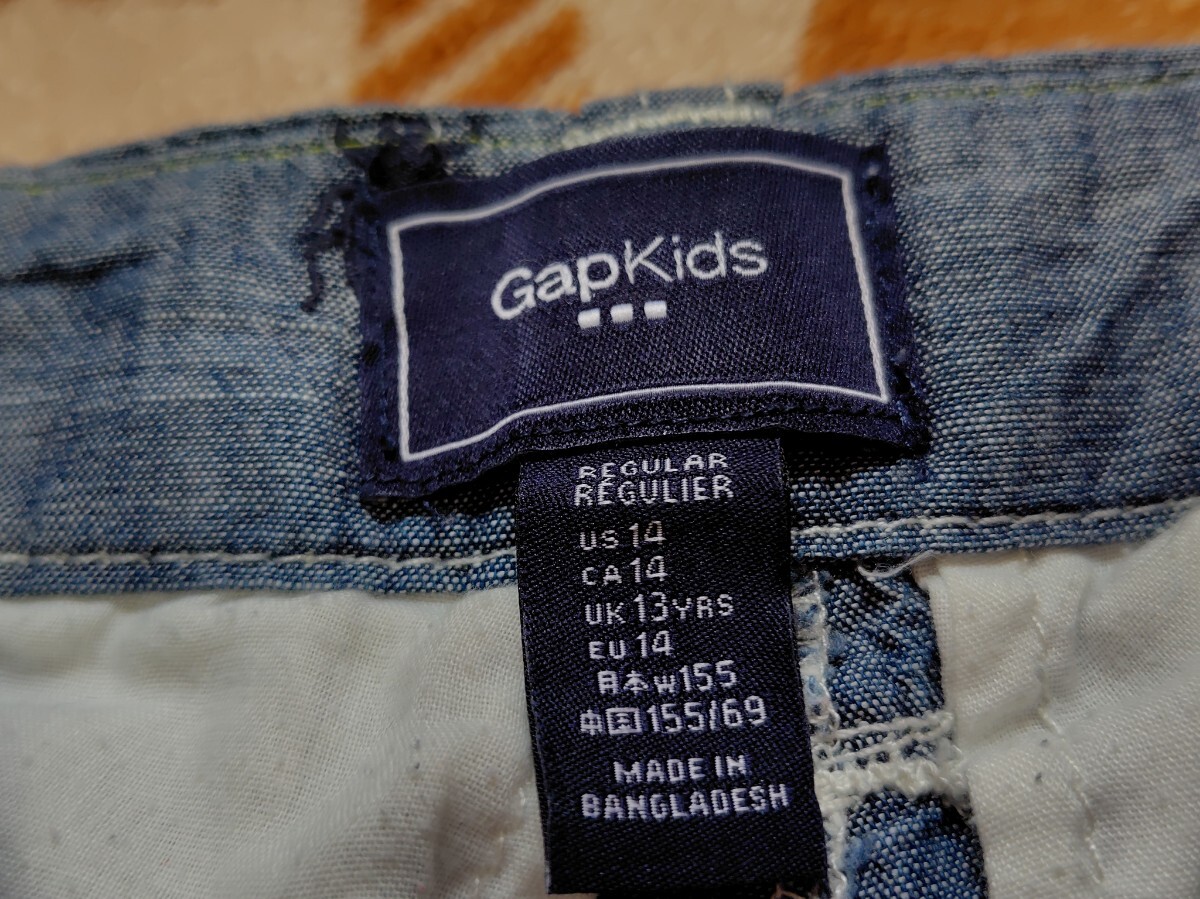 GapKids
REGULAR
RÉGULIER
US 14
CA 14
UK 13YRS
EU 14
日本 W155
中国 155/69
MADE IN
BANGLADESH